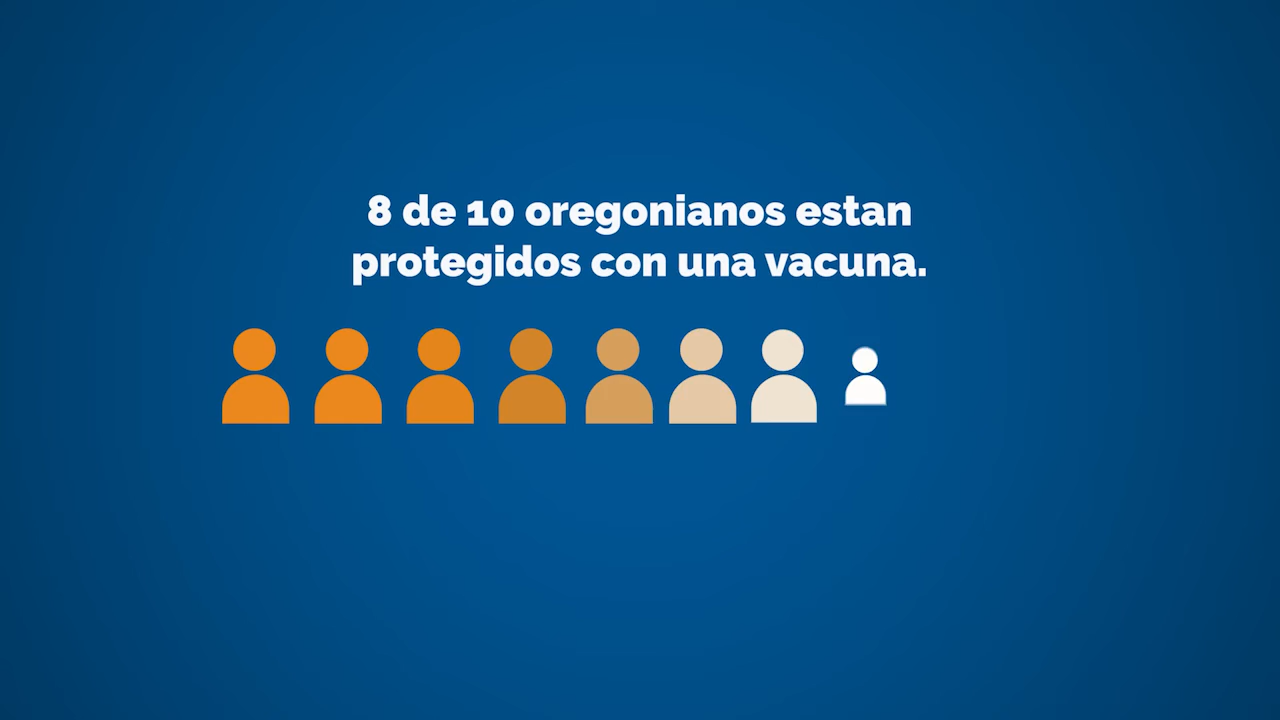 8 de 10 oregonianos estan
protegidos con una vacuna.